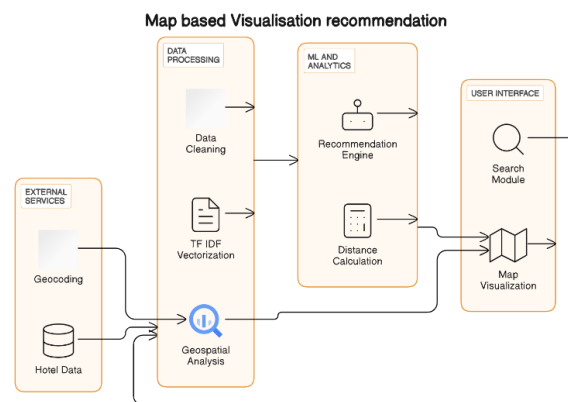 Map based Visualisation recommendation
DATA
PROCESSING
Data
Cleaning
TF IDF
Vectorization
Geospatial
Analysis
ML AND
ANALYTICS
Recommendation
Engine
Distance
Calculation
USER INTERFACE
Search
Module
Map
Visualization
EXTERNAL
SERVICES
Geocoding
Hotel Data